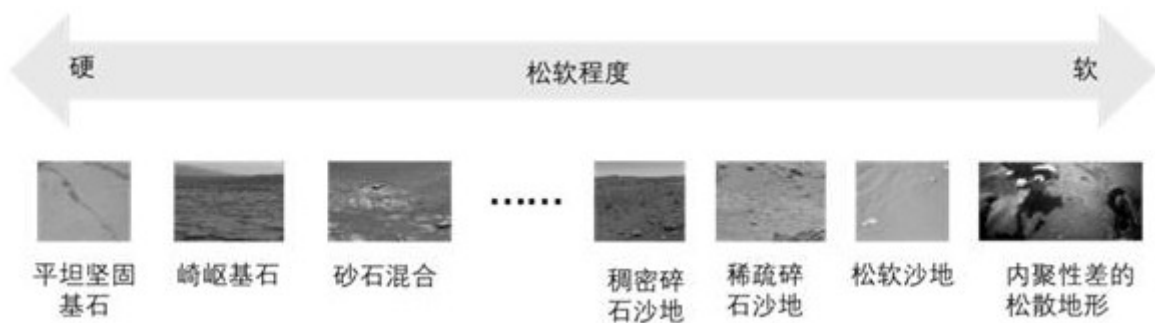 硬
松软程度
软
……
平坦坚固
基石
崎岖基石
砂石混合
稠密碎
石沙地
稀疏碎
石沙地
松软沙地
内聚性差的
松散地形